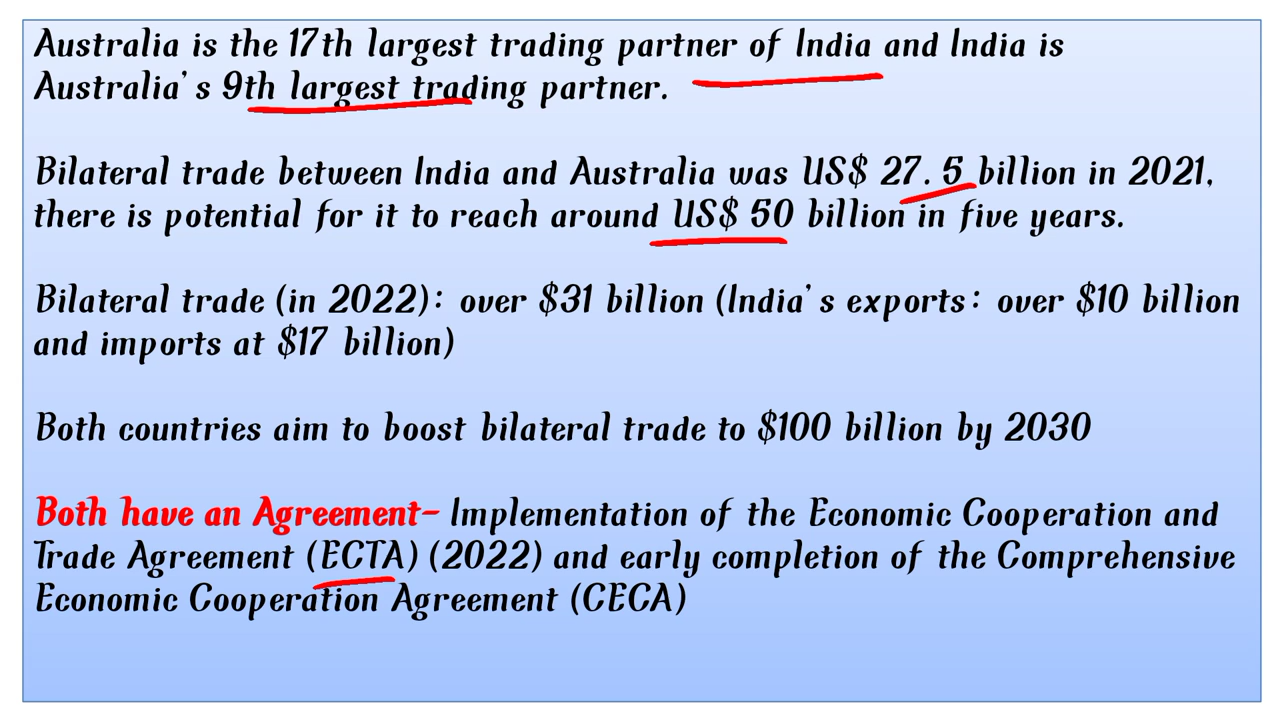 Australia is the 17th largest trading partner of India and India is
Australia's 9th largest trading partner.
Bilateral trade between India and Australia was US$ 27.5 billion in 2021,
there is potential for it to reach around US$ 50 billion in five years.
Bilateral trade (in 2022): over $31 billion (India's exports: over $10 billion
and imports at $17 billion)
Both countries aim to boost bilateral trade to $100 billion by 2030
Both have an Agreement- Implementation of the Economic Cooperation and
Trade Agreement (ECTA) (2022) and early completion of the Comprehensive
Economic Cooperation Agreement (CECA)